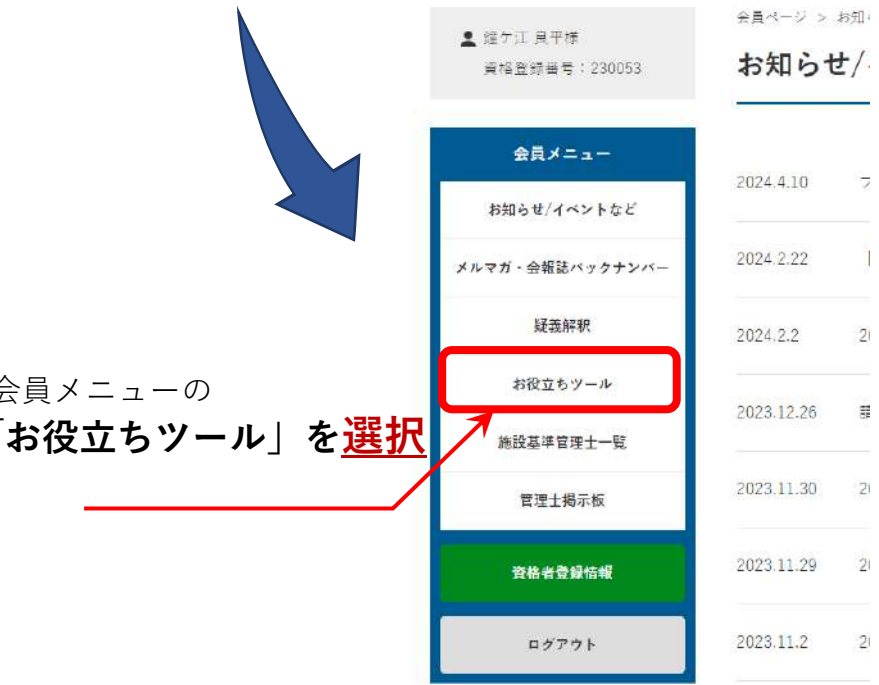 様
資格登録番号：230053
会員メニュー
お知らせ/イベントなど
メルマガ・会報誌バックナンバー
疑義解釈
お役立ちツール
施設基準管理士一覧
管理士掲示板
資格者登録情報
ログアウト
会員メニューの
「お役立ちツール」を選択
会員ページ > お知ら
お知らせ/
2024.4.10
2024.2.22
2024.2.2
2023.12.26
2023.11.30
2023.11.29
2023.11.2